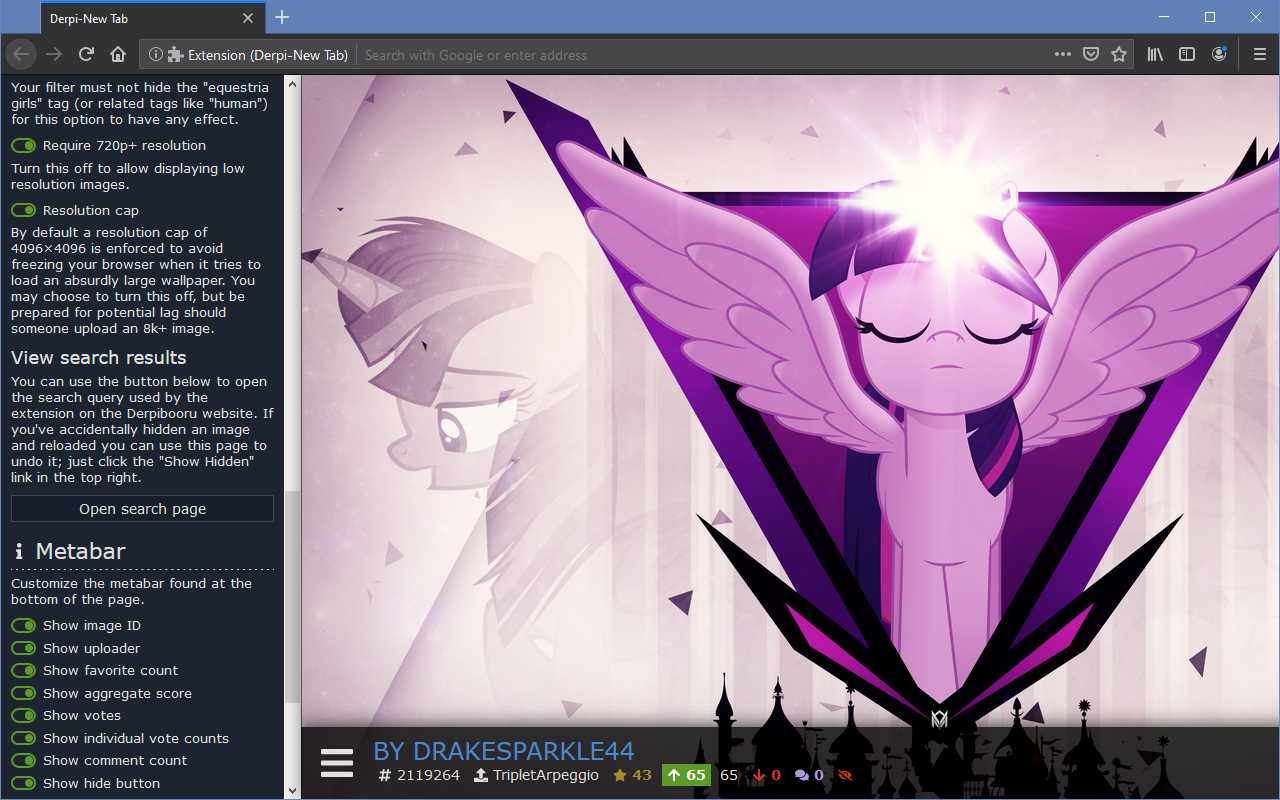 Derpi-New Tab
Extension (Derpi-New Tab) Search with Google or enter address
Your filter must not hide the "equestria
girls" tag (or related tags like "human")
for this option to have any effect.
Require 720p+ resolution
Turn this off to allow displaying low
resolution images.
Resolution cap
By default a resolution cap of
4096×4096 is enforced to avoid
freezing your browser when it tries to
load an absurdly large wallpaper. You
may choose to turn this off, but be
prepared for potential lag should
someone upload an 8k+ image.
View search results
You can use the button below to open
the search query used by the
extension on the Derpibooru website. If
you've accidentally hidden an image
and reloaded you can use this page to
undo it; just click the "Show Hidden"
link in the top right.
Open search page
Metabar
Customize the metabar found at the
bottom of the page.
Show image ID
Show uploader
Show favorite count
Show aggregate score
Show votes
Show individual vote counts
Show comment count
Show hide button
BY DRAKESPARKLE44
# 2119264 TripletArpeggio 43 65 65 0 0